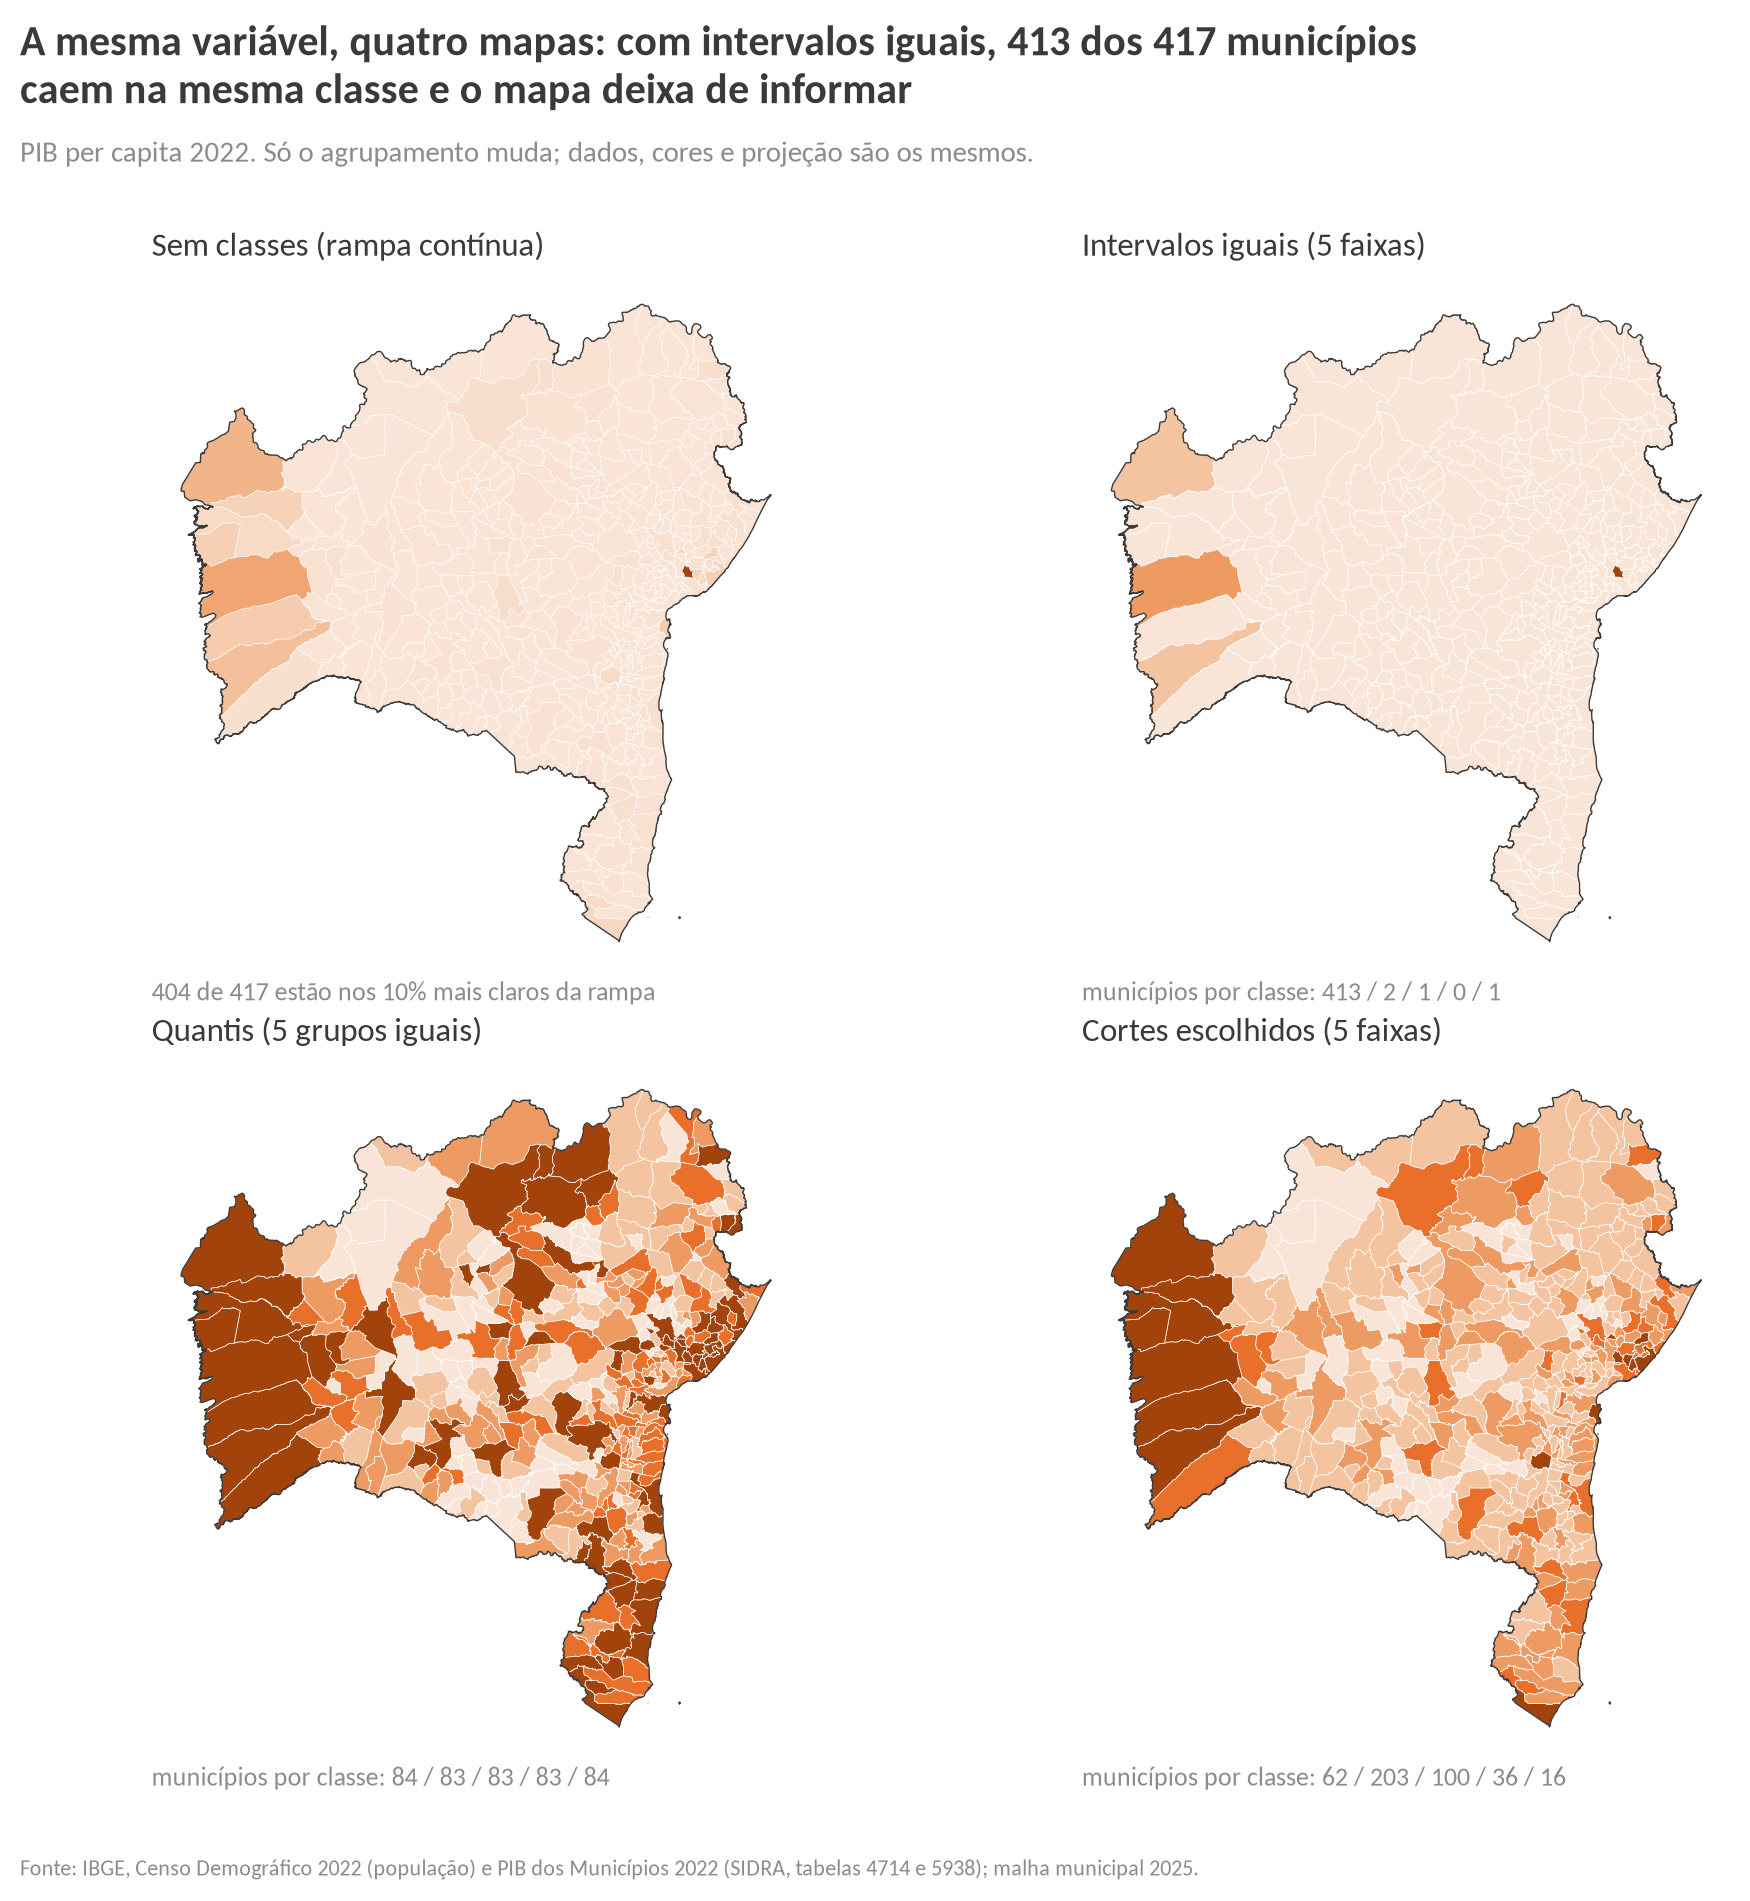 A mesma variável, quatro mapas: com intervalos iguais, 413 dos 417 municípios
caem na mesma classe e o mapa deixa de informar
PIB per capita 2022. Só o agrupamento muda; dados, cores e projeção são os mesmos.
Sem classes (rampa contínua)
Intervalos iguais (5 faixas)
404 de 417 estão nos 10% mais claros da rampa
municípios por classe: 413 / 2 / 1 / 0 / 1
Quantis (5 grupos iguais)
Cortes escolhidos (5 faixas)
municípios por classe: 84 / 83 / 83 / 83 / 84
municípios por classe: 62 / 203 / 100 / 36 / 16
Fonte: IBGE, Censo Demográfico 2022 (população) e PIB dos Municípios 2022 (SIDRA, tabelas 4714 e 5938); malha municipal 2025.